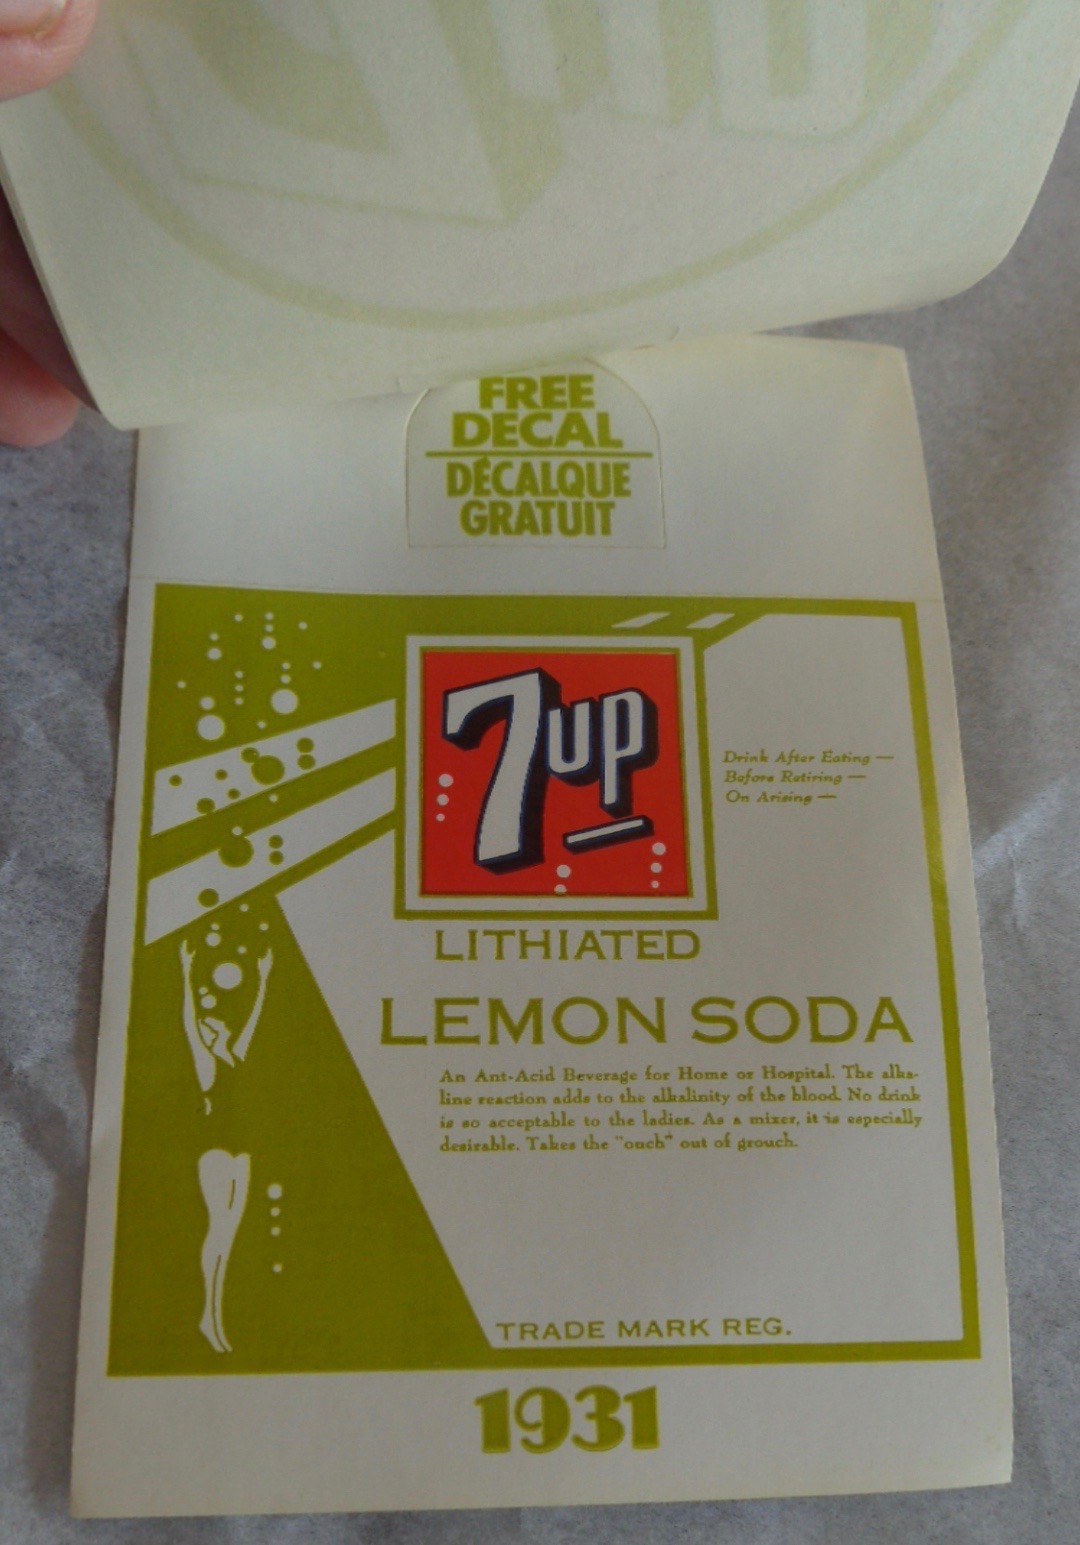 FREE
DECAL
DÉCALQUE
GRATUIT
7up
Drink After Eating —
Before Retiring —
On Arising —
LITHIATED
LEMON SODA
An Ant-Acid Beverage for Home or Hospital. The alka-
line reaction adds to the alkalinity of the blood. No drink
is so acceptable to the ladies. As a mixer, it is especially
desirable. Takes the "ouch" out of grouch.
TRADE MARK REG.
1931